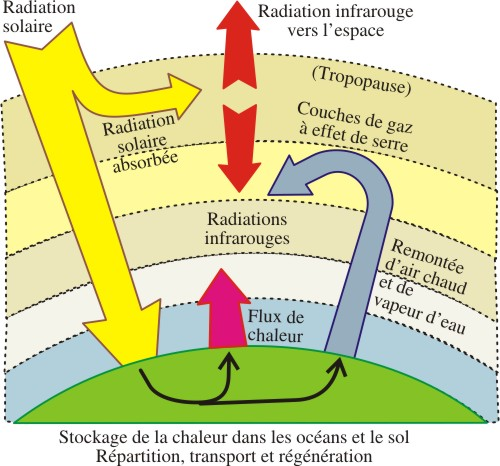 Radiation
solaire
Radiation infrarouge
vers l'espace
(Tropopause)
Couches de gaz
à effet de serre
Radiation
solaire
absorbée
Radiations
infrarouges
Remontée
d'air chaud
et de
vapeur d'eau
Flux de
chaleur
Stockage de la chaleur dans les océans et le sol
Répartition, transport et régénération